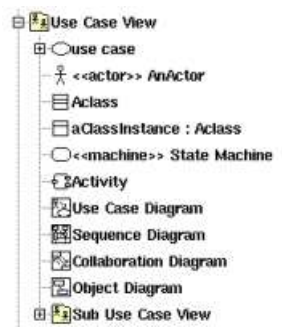 Use Case View
use case
<<actor>> AnActor
Aclass
aClassInstance : Aclass
<<machine>> State Machine
Activity
Use Case Diagram
Sequence Diagram
Collaboration Diagram
Object Diagram
Sub Use Case View